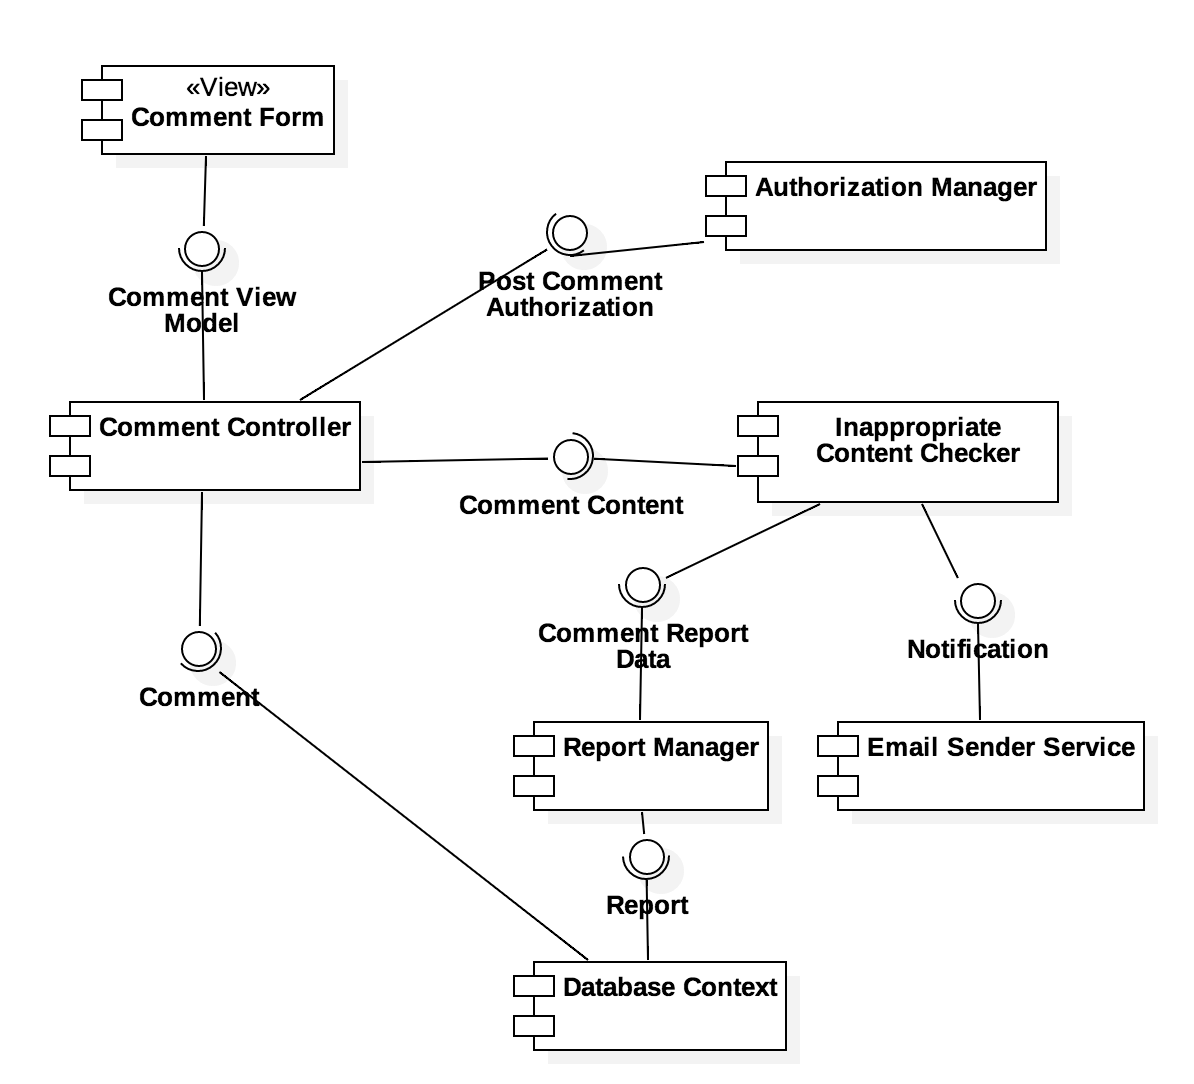 «View»
Comment Form
Authorization Manager
Post Comment
Authorization
Comment View
Model
Comment Controller
Inappropriate
Content Checker
Comment Content
Comment Report
Data
Notification
Comment
Report Manager
Email Sender Service
Report
Database Context